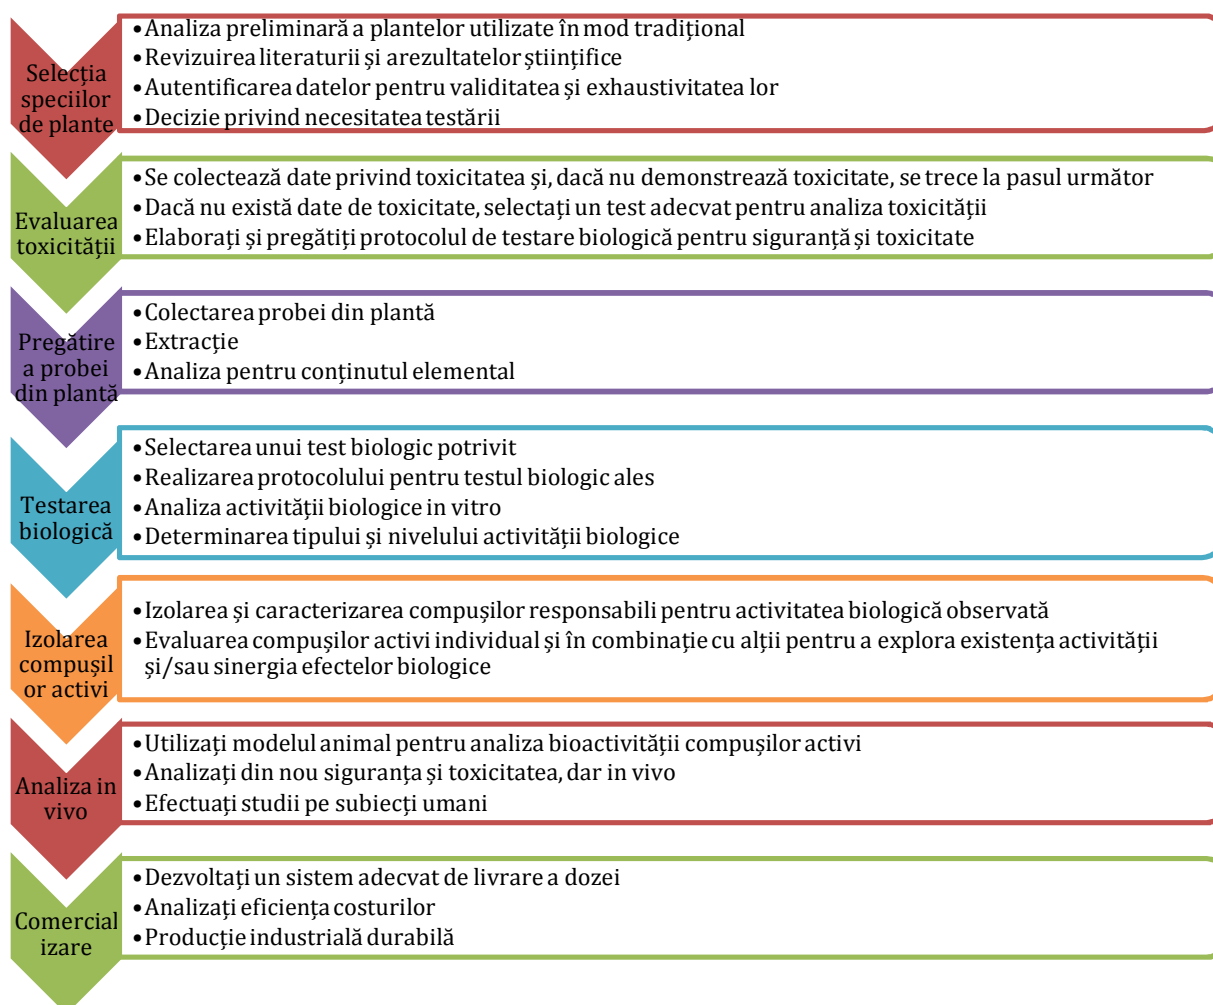 Selecția
speciilor
de plante
•Analiza preliminară a plantelor utilizate în mod tradițional
•Revizuirea literaturii și arezultatelor științifice
•Autentificarea datelor pentru validitatea și exhaustivitatea lor
•Decizie privind necesitatea testării
Evaluarea
toxicității
•Se colectează date privind toxicitatea și, dacă nu demonstrează toxicitate, se trece la pasul următor
•Dacă nu există date de toxicitate, selectați un test adecvat pentru analiza toxicității
•Elaborați și pregătiți protocolul de testare biologică pentru siguranță și toxicitate
Pregătire
a probei
din plantă
•Colectarea probei din plantă
•Extracție
•Analiza pentru conținutul elemental
Testarea
biologică
•Selectarea unui test biologic potrivit
•Realizarea protocolului pentru testul biologic ales
•Analiza activității biologice in vitro
•Determinarea tipului și nivelului activității biologice
Izolarea
compușil
or activi
•Izolarea și caracterizarea compușilor responsabili pentru activitatea biologică observată
•Evaluarea compușilor activi individual și în combinație cu alții pentru a explora existența activității
și/sau sinergia efectelor biologice
Analiza in
vivo
•Utilizați modelul animal pentru analiza bioactivității compușilor activi
•Analizați din nou siguranța și toxicitatea, dar in vivo
•Efectuați studii pe subiecți umani
Comercial
izare
•Dezvoltați un sistem adecvat de livrare a dozei
•Analizați eficiența costurilor
•Producție industrială durabilă